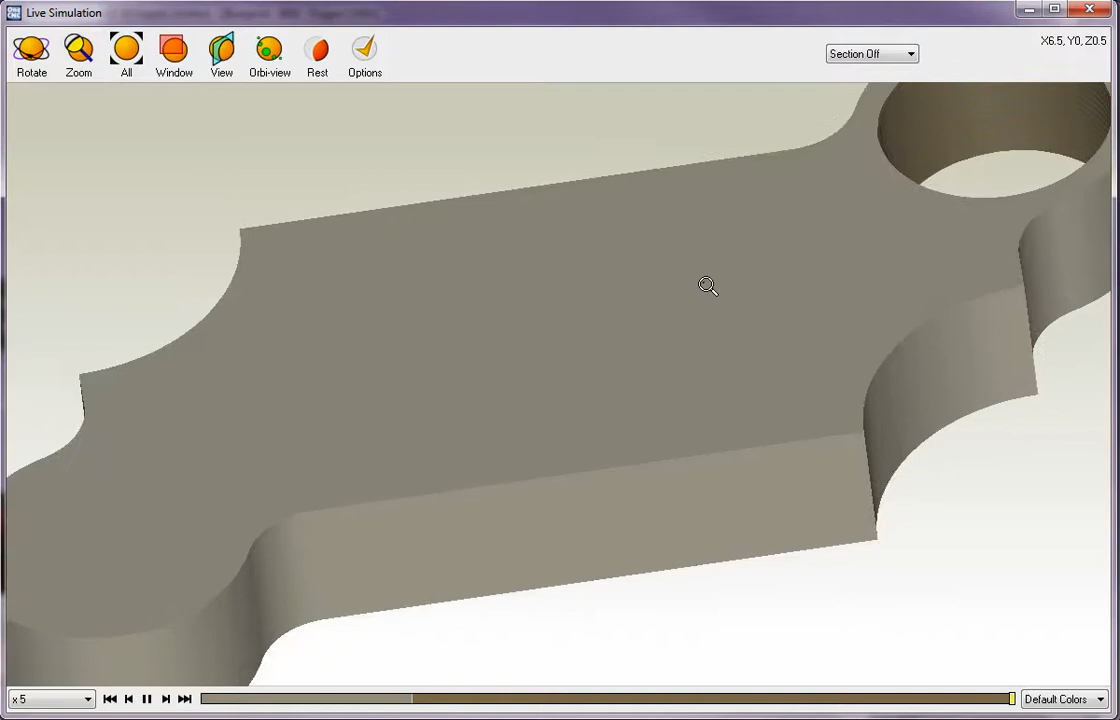 Live Simulation
X6.5, Y0, Z0.5
Section Off
Rotate
Zoom
All
Window
View
Orbi-view
Rest
Options
x 5
Default Colors